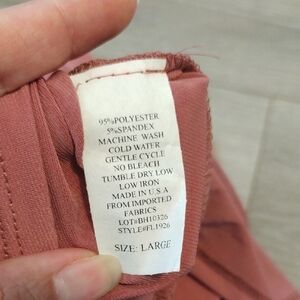 95%POLYESTER
5%SPANDEX
MACHINE WASH
COLD WATER
GENTLE CYCLE
NO BLEACH
TUMBLE DRY LOW
LOW IRON
MADE IN U.S.A
FROM IMPORTED
FABRICS
LOT#BH10326
STYLE#FL1926
SIZE: LARGE